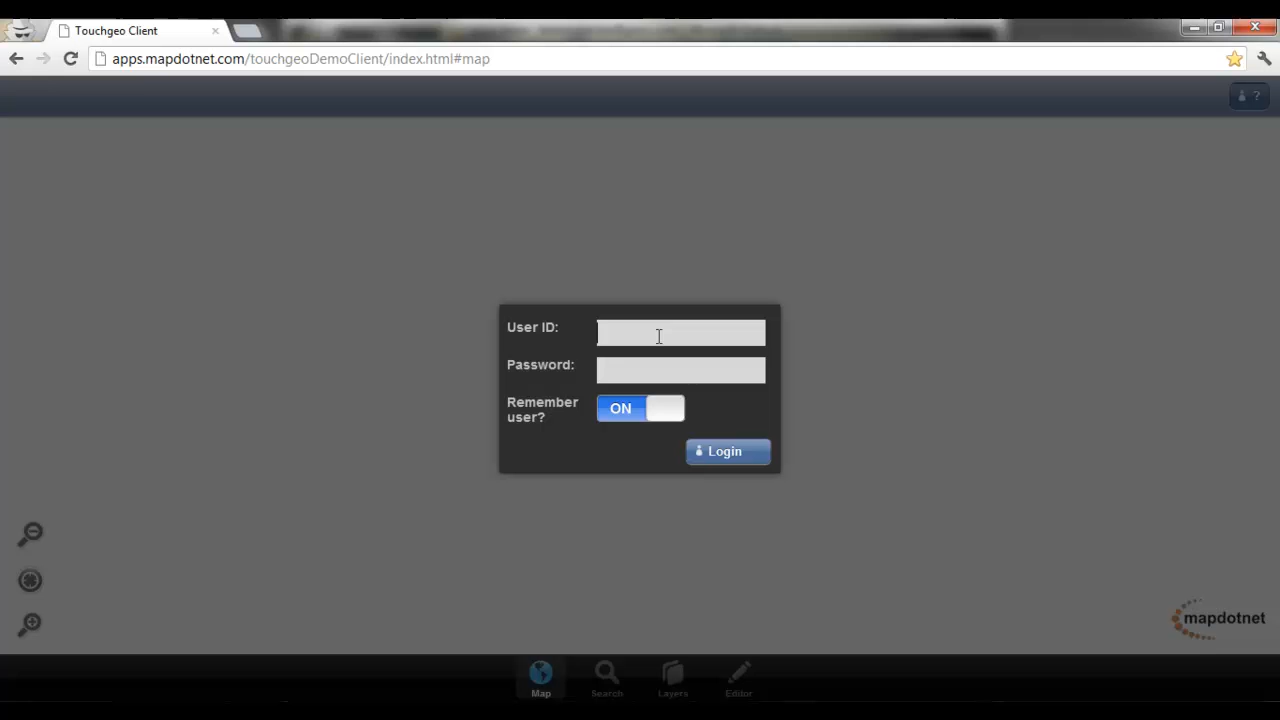 Touchgeo Client
apps.mapdotnet.com/touchgeoDemoClient/index.html#map
?
User ID:
Password:
Remember
user?
ON
Login
mapdotnet
Map
Search
Layers
Editor